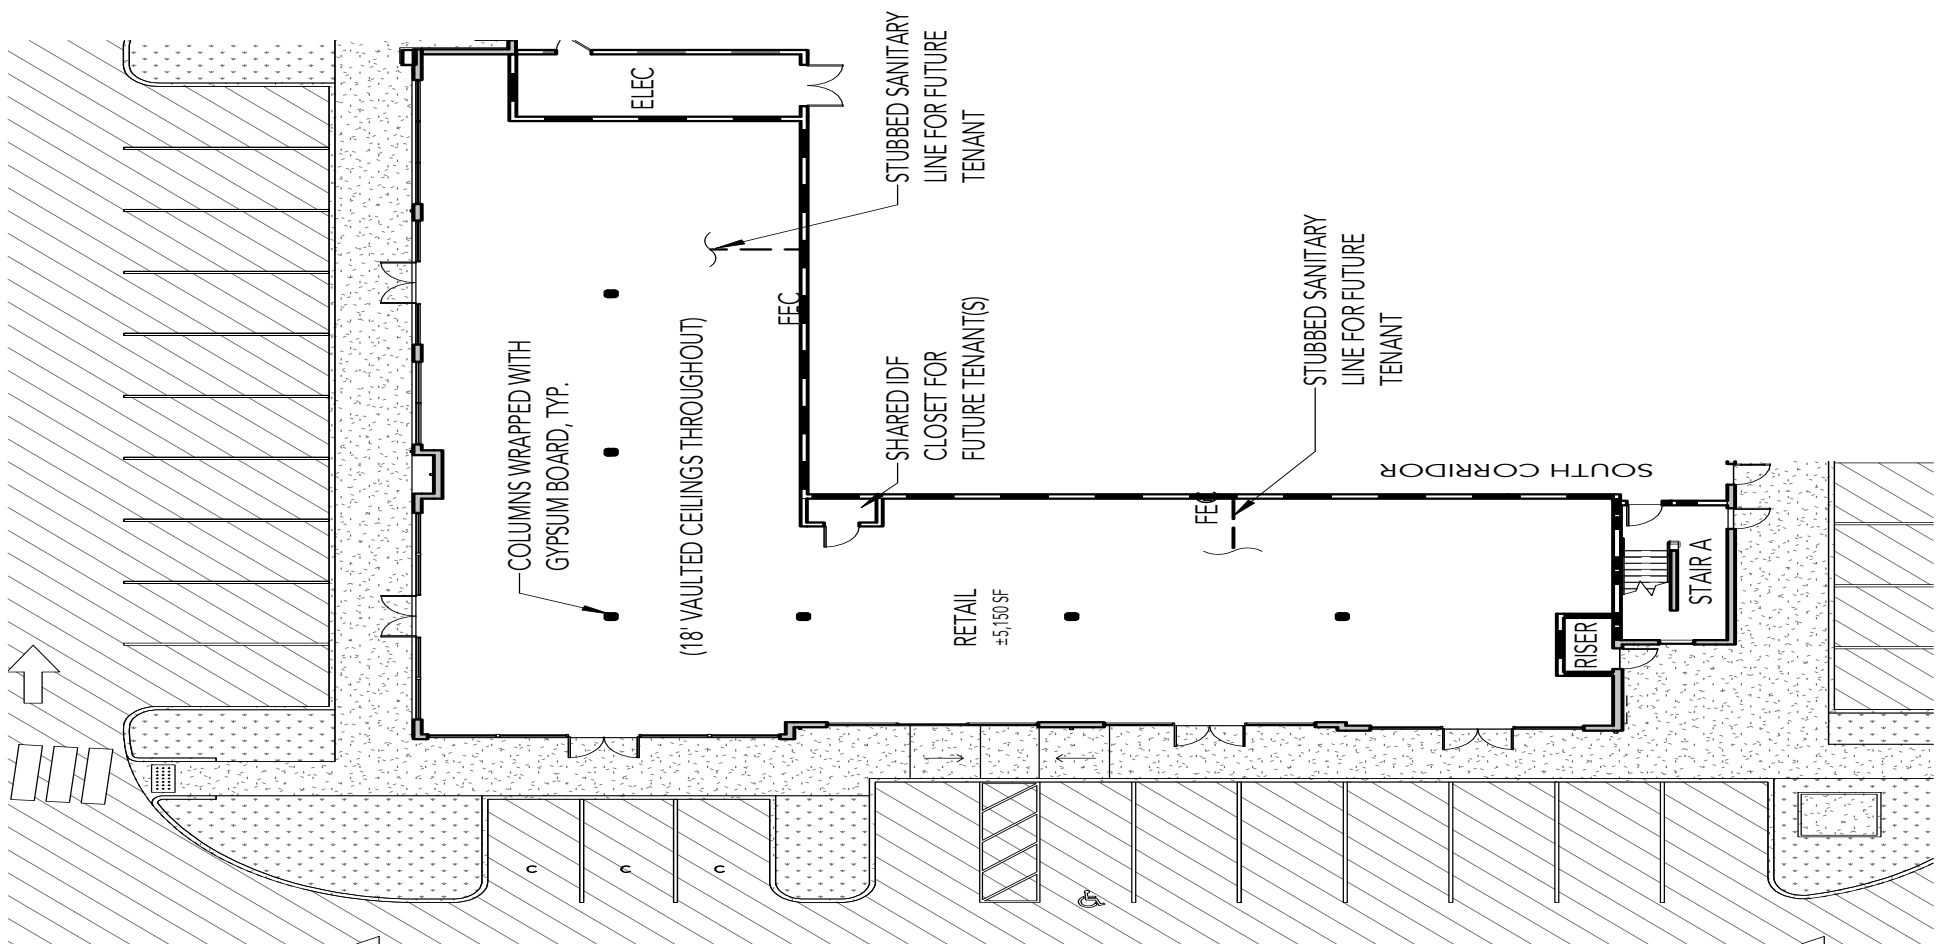 ELEC
STUBBED SANITARY
LINE FOR FUTURE
TENANT
COLUMNS WRAPPED WITH
GYPSUM BOARD, TYP.
(18' VAULTED CEILINGS THROUGHOUT)
FEC
SHARED IDF
CLOSET FOR
FUTURE TENANT(S)
STUBBED SANITARY
LINE FOR FUTURE
TENANT
SOUTH CORRIDOR
FEC
RETAIL
±5,150 SF
RISER
STAIR A
C
C
C